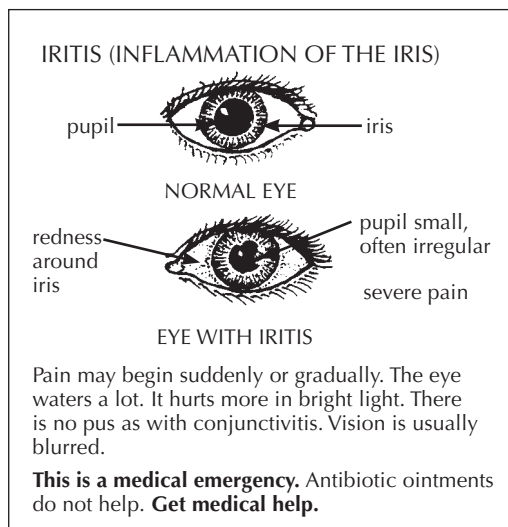 IRITIS (INFLAMMATION OF THE IRIS)
pupil
iris
NORMAL EYE
redness
around
iris
pupil small,
often irregular
severe pain
EYE WITH IRITIS
Pain may begin suddenly or gradually. The eye
waters a lot. It hurts more in bright light. There
is no pus as with conjunctivitis. Vision is usually
blurred.
This is a medical emergency. Antibiotic ointments
do not help. Get medical help.